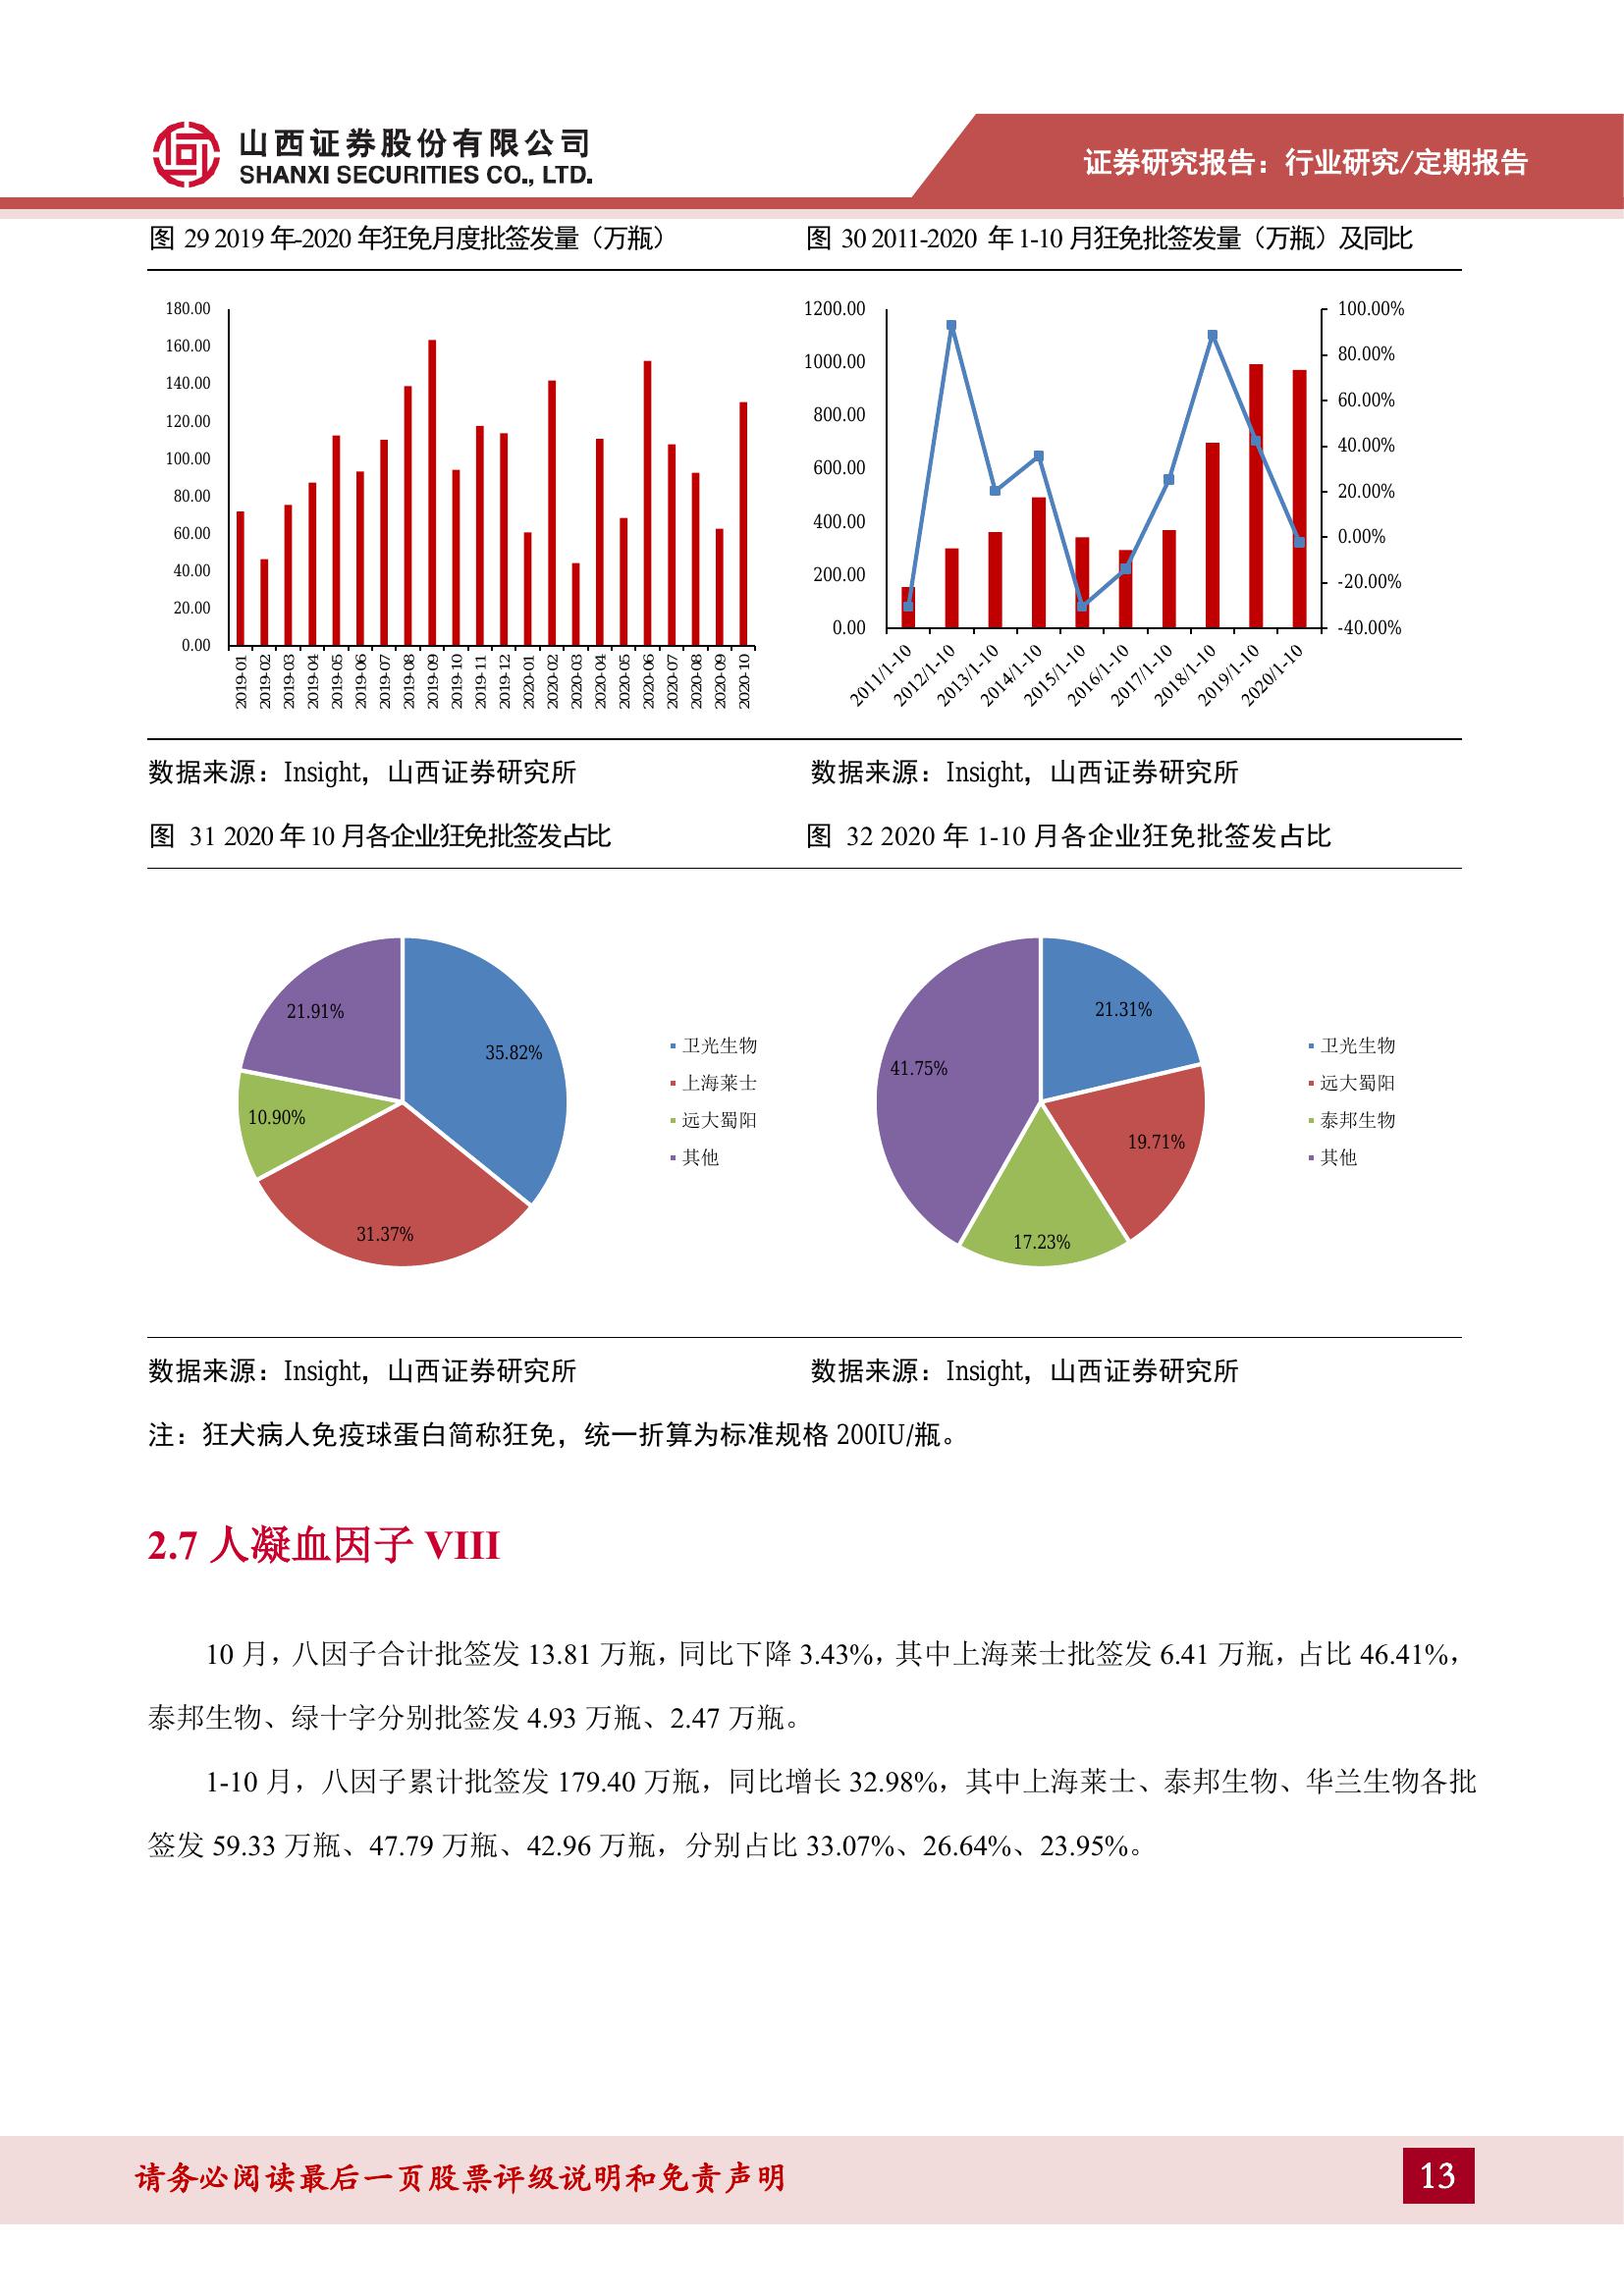 山西证券股份有限公司
SHANXI SECURITIES CO., LTD.
证券研究报告：行业研究/定期报告
图 29 2019 年-2020 年狂免月度批签发量（万瓶）
180.00
160.00
140.00
120.00
100.00
80.00
60.00
40.00
20.00
0.00
2019-01
2019-02
2019-03
2019-04
2019-05
2019-06
2019-07
2019-08
2019-09
2019-10
2019-11
2019-12
2020-01
2020-02
2020-03
2020-04
2020-05
2020-06
2020-07
2020-08
2020-09
2020-10
图 30 2011-2020 年 1-10 月狂免批签发量（万瓶）及同比
1200.00
1000.00
800.00
600.00
400.00
200.00
0.00
100.00%
80.00%
60.00%
40.00%
20.00%
0.00%
-20.00%
-40.00%
2011/1-10
2012/1-10
2013/1-10
2014/1-10
2015/1-10
2016/1-10
2017/1-10
2018/1-10
2019/1-10
2020/1-10
数据来源：Insight，山西证券研究所
数据来源：Insight，山西证券研究所
图 31 2020 年 10 月各企业狂免批签发占比
35.82%
31.37%
10.90%
21.91%
卫光生物
上海莱士
远大蜀阳
其他
图 32 2020 年 1-10 月各企业狂免批签发占比
21.31%
19.71%
17.23%
41.75%
卫光生物
远大蜀阳
泰邦生物
其他
数据来源：Insight，山西证券研究所
数据来源：Insight，山西证券研究所
注：狂犬病人免疫球蛋白简称狂免，统一折算为标准规格 200IU/瓶。
2.7 人凝血因子 VIII
10 月，八因子合计批签发 13.81 万瓶，同比下降 3.43%，其中上海莱士批签发 6.41 万瓶，占比 46.41%，
泰邦生物、绿十字分别批签发 4.93 万瓶、2.47 万瓶。
1-10 月，八因子累计批签发 179.40 万瓶，同比增长 32.98%，其中上海莱士、泰邦生物、华兰生物各批
签发 59.33 万瓶、47.79 万瓶、42.96 万瓶，分别占比 33.07%、26.64%、23.95%。
请务必阅读最后一页股票评级说明和免责声明
13